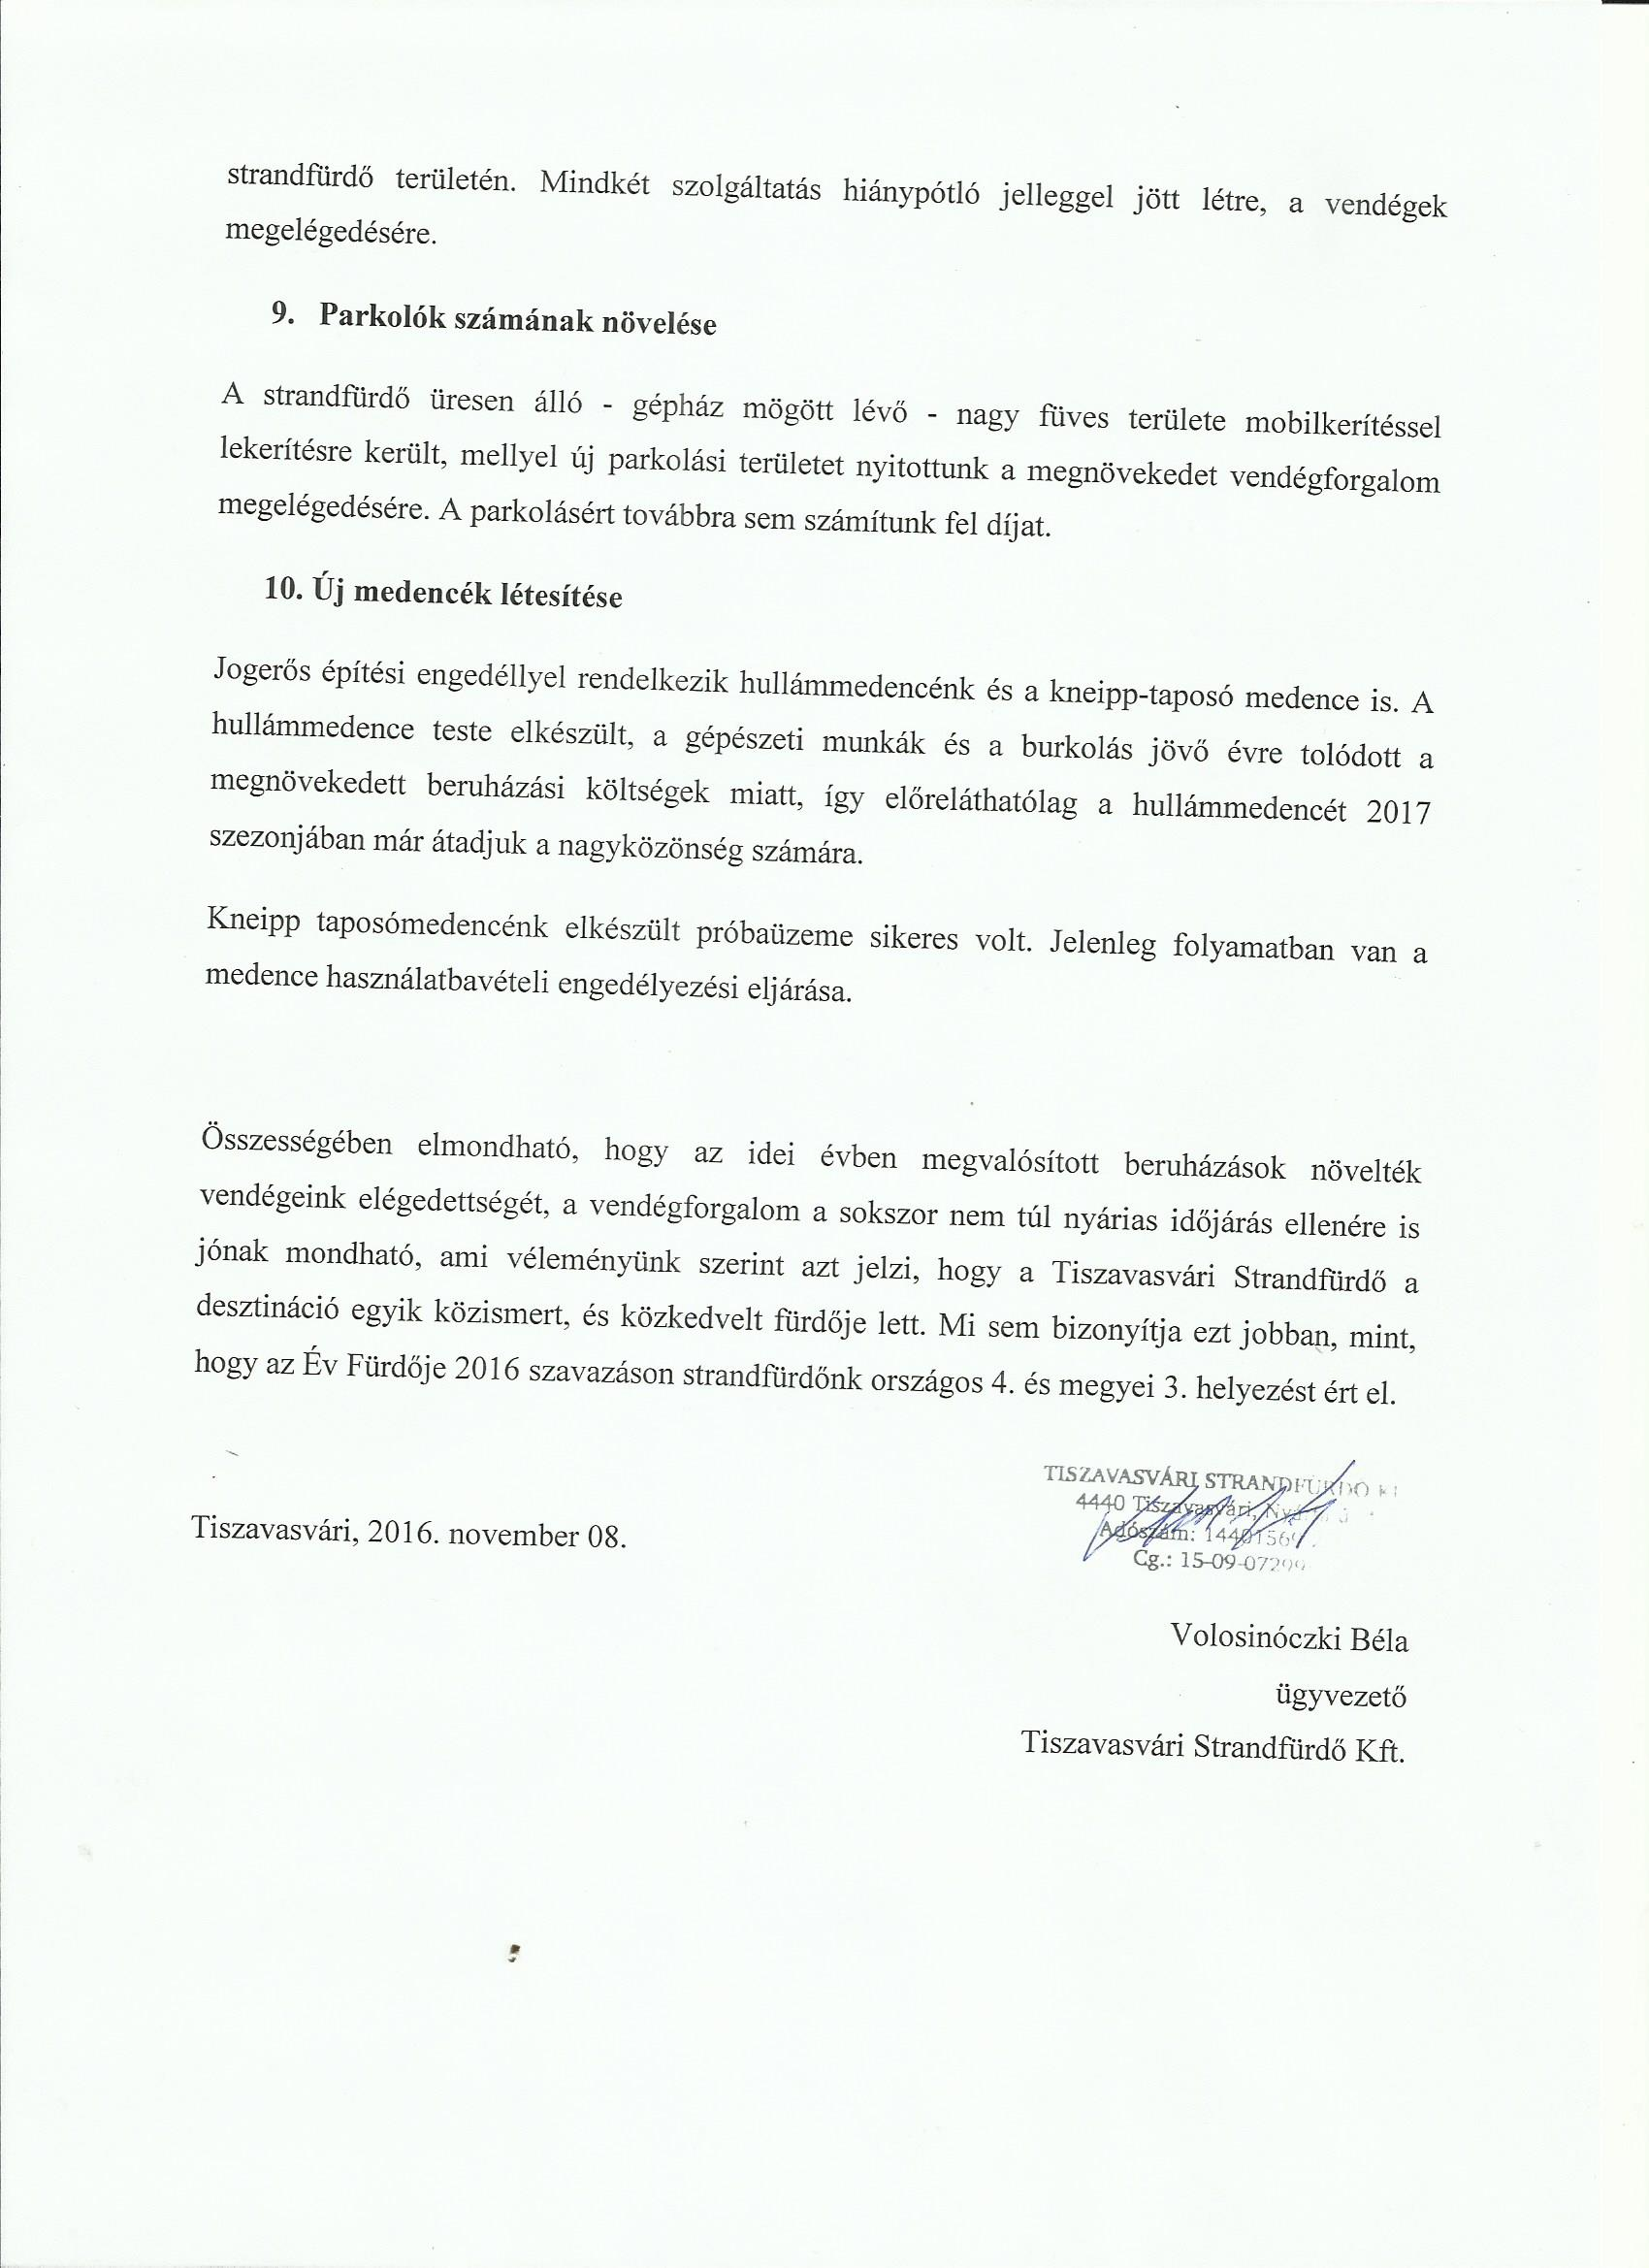 strandfürdő területén. Mindkét szolgáltatás hiánypótló jelleggel jött létre, a vendégek
megelégedésére.
9. Parkolók számának növelése
A strandfürdő üresen álló - gépház mögött lévő - nagy füves területe mobilkerítéssel
lekerítésre került, mellyel új parkolási területet nyitottunk a megnövekedet vendégforgalom
megelégedésére. A parkolásért továbbra sem számítunk fel díjat.
10. Új medencék létesítése
Jogerős építési engedéllyel rendelkezik hullámmedencénk és a kneipp-taposó medence is. A
hullámmedence teste elkészült, a gépészeti munkák és a burkolás jövő évre tolódott a
megnövekedett beruházási költségek miatt, így előreláthatólag a hullámmedencét 2017
szezonjában már átadjuk a nagyközönség számára.
Kneipp taposómedencénk elkészült próbaüzeme sikeres volt. Jelenleg folyamatban van a
medence használatbavételi engedélyezési eljárása.
Összességében elmondható, hogy az idei évben megvalósított beruházások növelték
vendégeink elégedettségét, a vendégforgalom a sokszor nem túl nyárias időjárás ellenére is
jónak mondható, ami véleményünk szerint azt jelzi, hogy a Tiszavasvári Strandfürdő a
desztináció egyik közismert, és közkedvelt fürdője lett. Mi sem bizonyítja ezt jobban, mint,
hogy az Év Fürdője 2016 szavazáson strandfürdőnk országos 4. és megyei 3. helyezést ért el.
TISZAVASVÁRI STRANDFÜRDŐ
4440 Tiszavasvári,
Tiszavasvári, 2016. november 08.
Adószám:
Cg.:
Volosinóczki Béla
ügyvezető
Tiszavasvári Strandfürdő Kft.